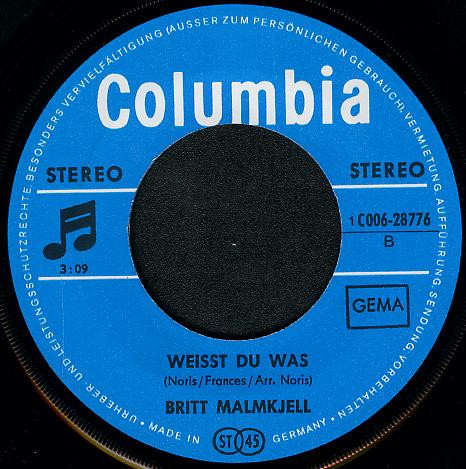 URHEBER- UND LEISTUNGSSCHUTZRECHTE, BESONDERS VERVIELFÄLTIGUNG (AUSSER ZUM PERSÖNLICHEN GEBRAUCH), VERMIETUNG, AUFFÜHRUNG, SENDUNG, VORBEHALTEN
Columbia
STEREO
STEREO
1 C006-28776
B
3:09
GEMA
WEISST DU WAS
(Noris/Frances/Arr. Noris)
BRITT MALMKJELL
• MADE IN GERMANY •
ST 45